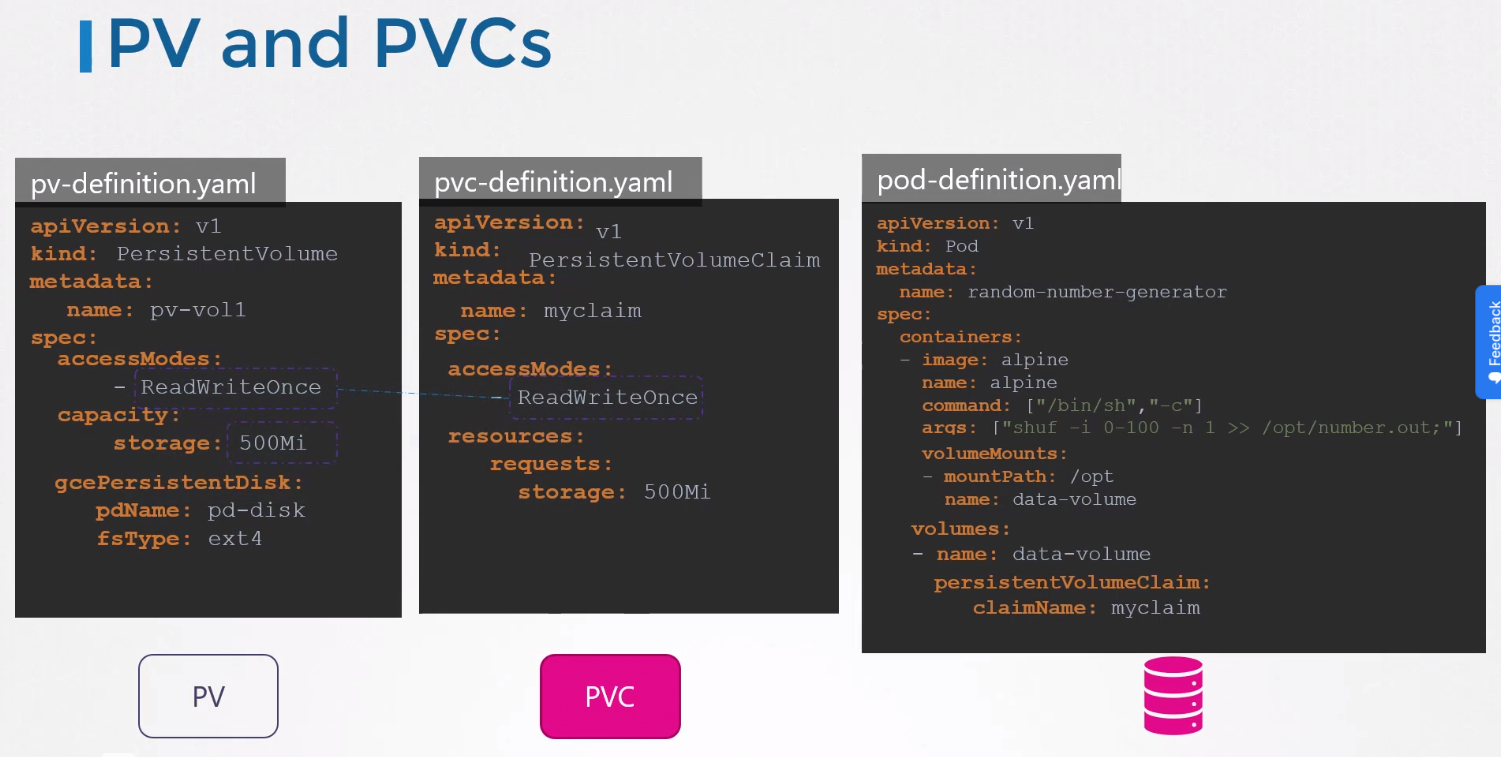 PV and PVCs
pv-definition.yaml
apiVersion: v1
kind: PersistentVolume
metadata:
name: pv-vol1
spec:
accessModes:
- ReadWriteOnce
capacity:
storage: 500Mi
gcePersistentDisk:
pdName: pd-disk
fsType: ext4
PV
pvc-definition.yaml
apiVersion: v1
kind: PersistentVolumeClaim
metadata:
name: myclaim
spec:
accessModes:
- ReadWriteOnce
resources:
requests:
storage: 500Mi
PVC
pod-definition.yaml
apiVersion: v1
kind: Pod
metadata:
name: random-number-generator
spec:
containers:
- image: alpine
name: alpine
command: ["/bin/sh","-c"]
args: ["shuf -i 0-100 -n 1 >> /opt/number.out;"]
volumeMounts:
- mountPath: /opt
name: data-volume
volumes:
- name: data-volume
persistentVolumeClaim:
claimName: myclaim
Feedback